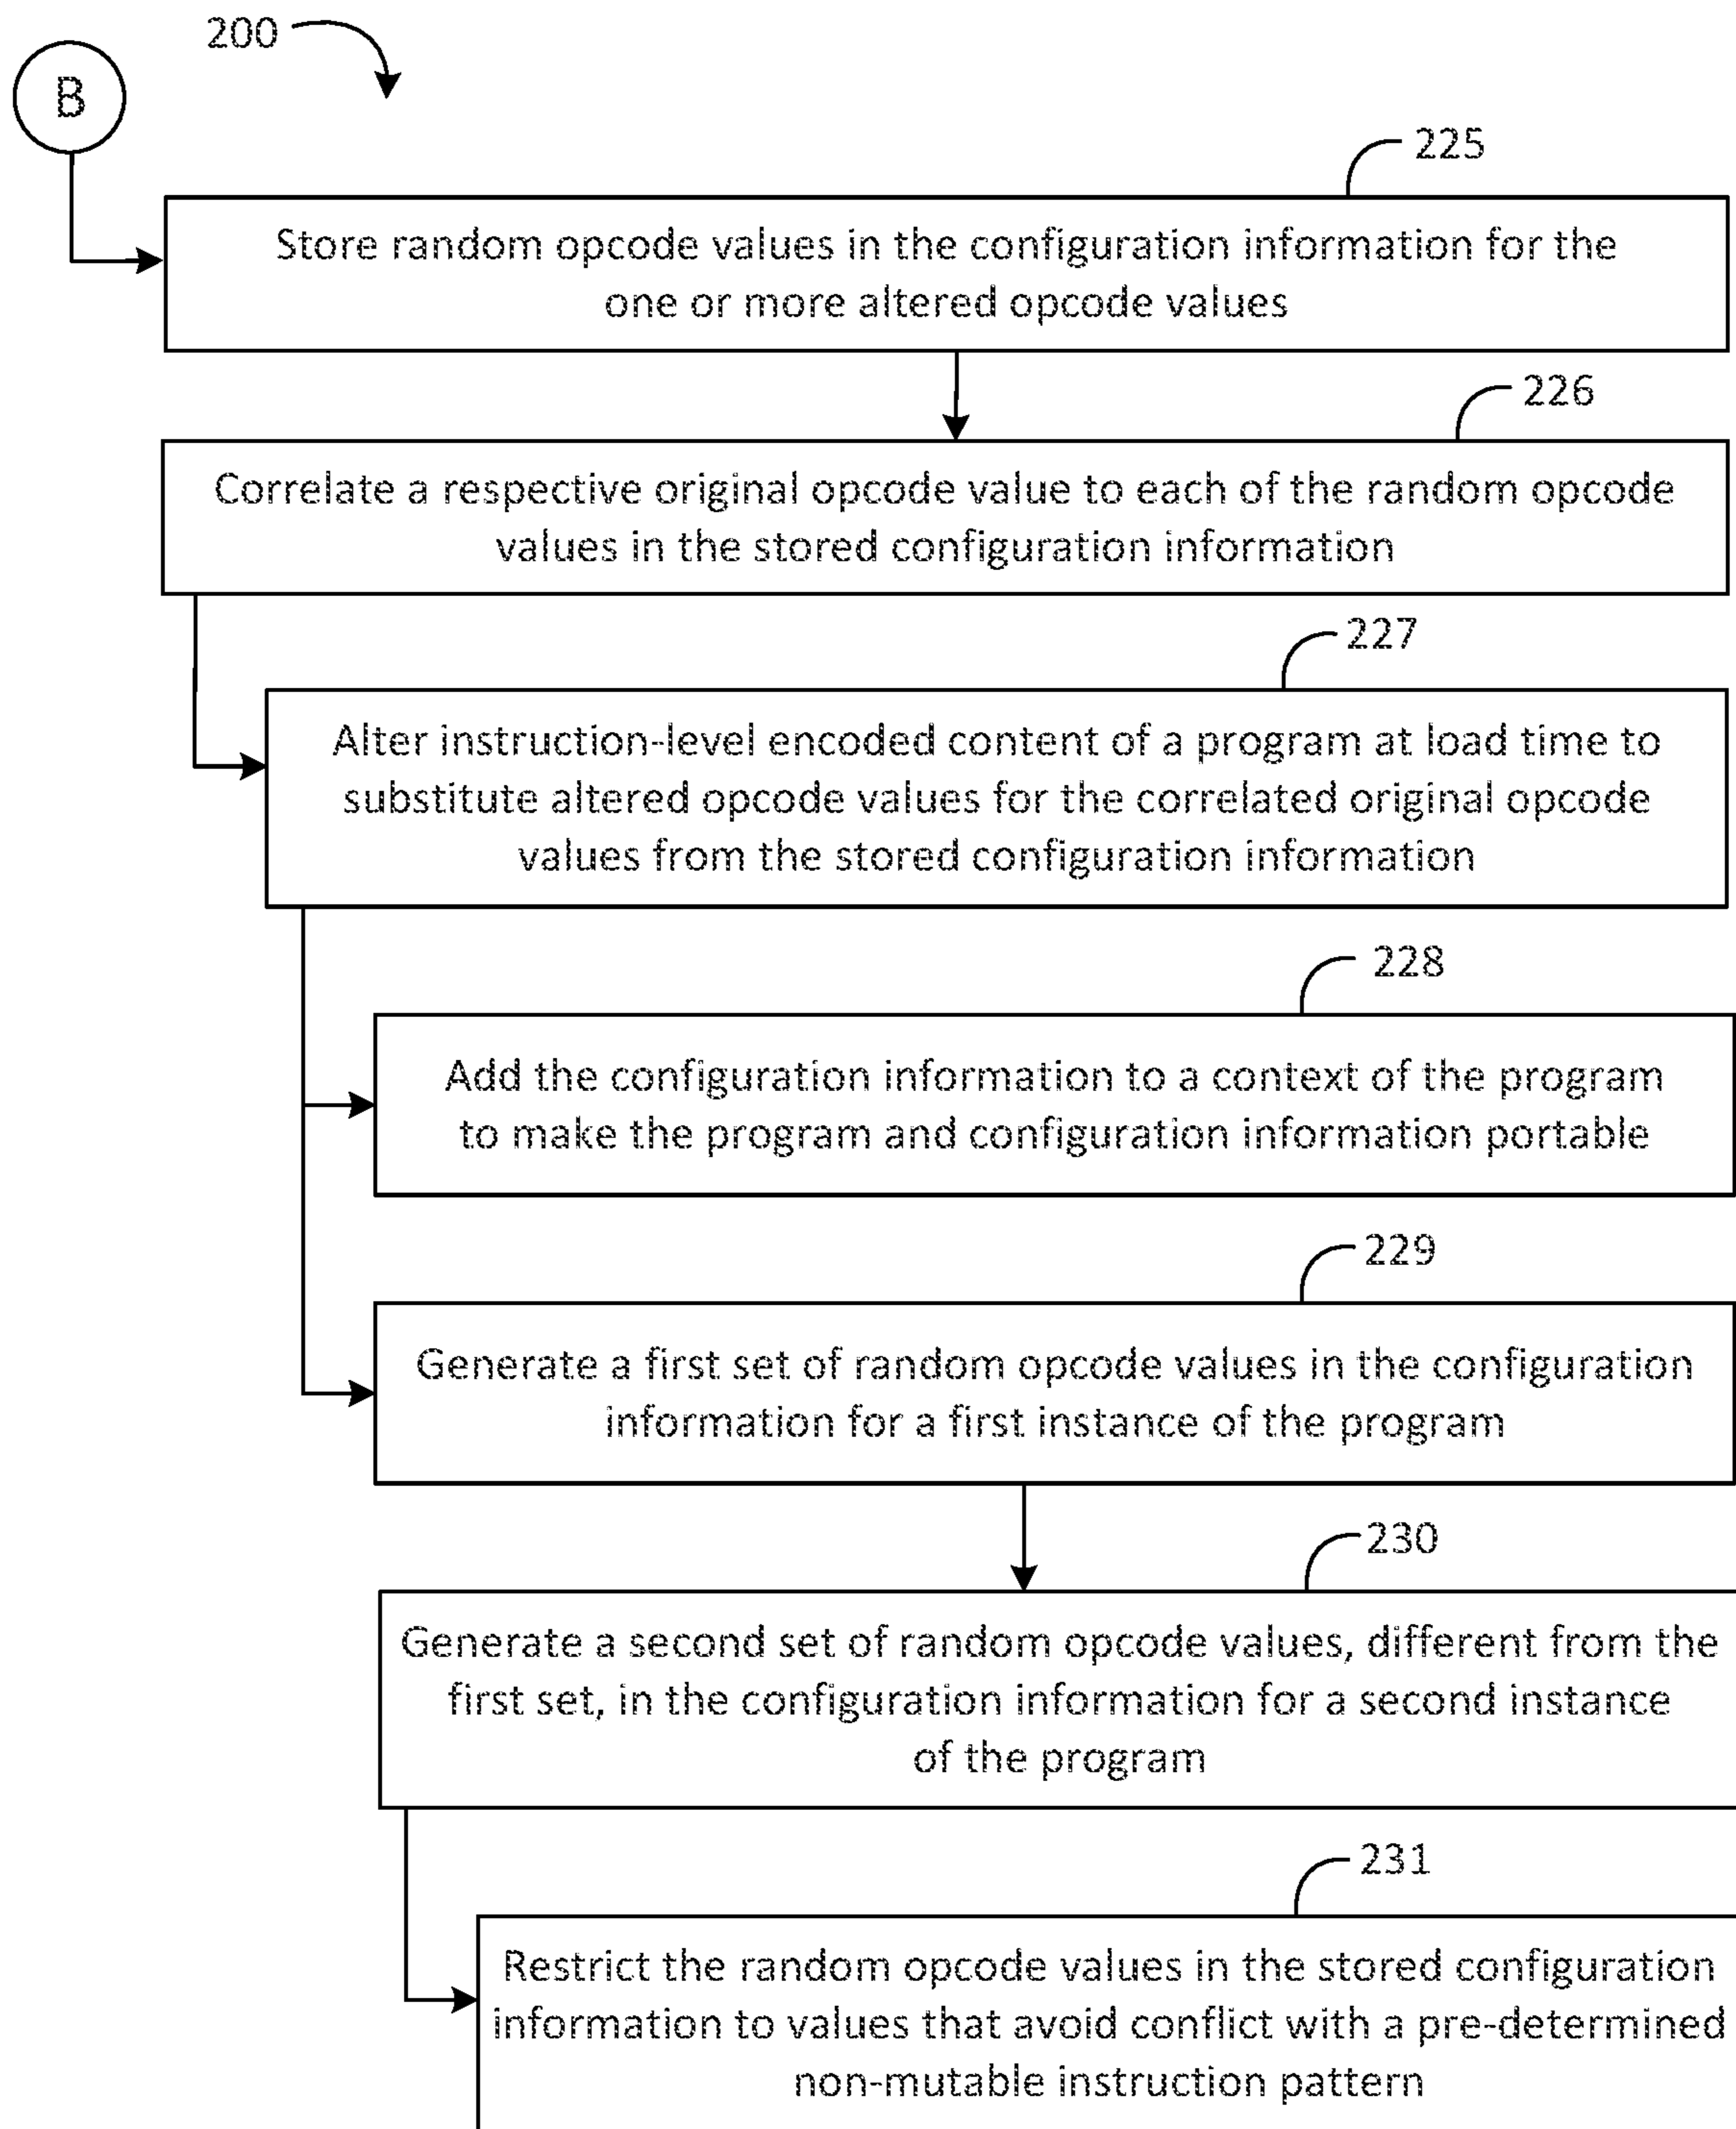 200
B
225
Store random opcode values in the configuration information for the
one or more altered opcode values
226
Correlate a respective original opcode value to each of the random opcode
values in the stored configuration information
227
Alter instruction-level encoded content of a program at load time to
substitute altered opcode values for the correlated original opcode
values from the stored configuration information
228
Add the configuration information to a context of the program
to make the program and configuration information portable
229
Generate a first set of random opcode values in the configuration
information for a first instance of the program
230
Generate a second set of random opcode values, different from the
first set, in the configuration information for a second instance
of the program
231
Restrict the random opcode values in the stored configuration
information to values that avoid conflict with a pre-determined
non-mutable instruction pattern